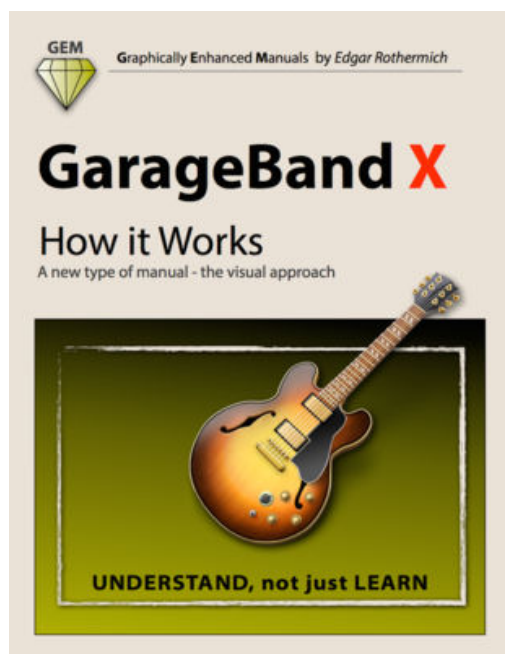 GEM
Graphically Enhanced Manuals by Edgar Rothermich
GarageBand X
How it Works
A new type of manual - the visual approach
UNDERSTAND, not just LEARN